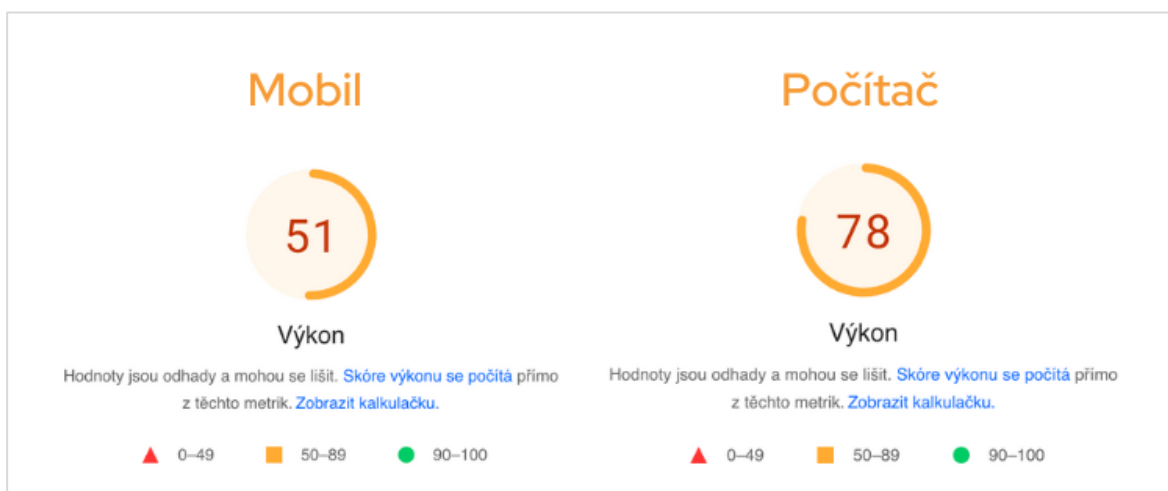 Mobil
51
Výkon
Hodnoty jsou odhady a mohou se lišit. Skóre výkonu se počítá přímo
z těchto metrik. Zobrazit kalkulačku.
0–49
50–89
90–100
Počítač
78
Výkon
Hodnoty jsou odhady a mohou se lišit. Skóre výkonu se počítá přímo
z těchto metrik. Zobrazit kalkulačku.
0–49
50–89
90–100